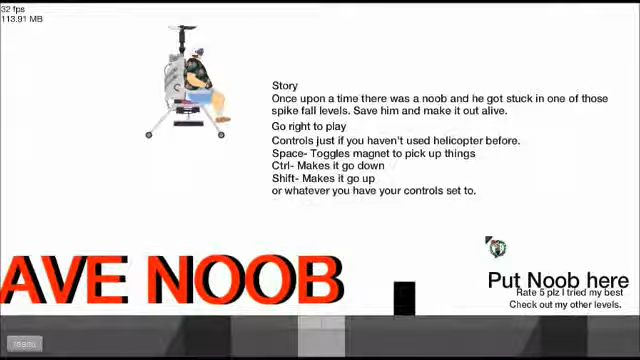 32 fps
113.91 MB
Story
Once upon a time there was a noob and he got stuck in one of those
spike fall levels. Save him and make it out alive.
Go right to play
Controls just if you haven't used helicopter before.
Space- Toggles magnet to pick up things
Ctrl- Makes it go down
Shift- Makes it go up
or whatever you have your controls set to.
AVE NOOB
Put Noob here
Rate 5 plz I tried my best
Check out my other levels.
menu